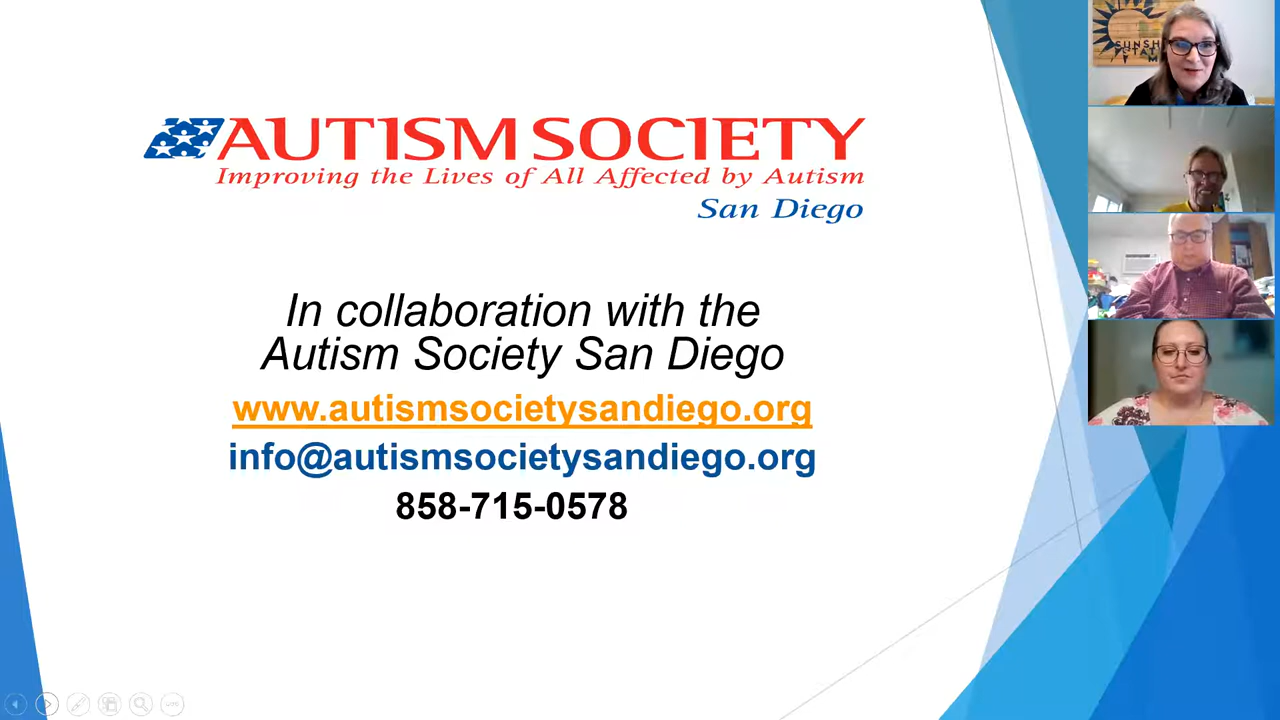 AUTISM SOCIETY
Improving the Lives of All Affected by Autism
San Diego
In collaboration with the
Autism Society San Diego
www.autismsocietysandiego.org
info@autismsocietysandiego.org
858-715-0578